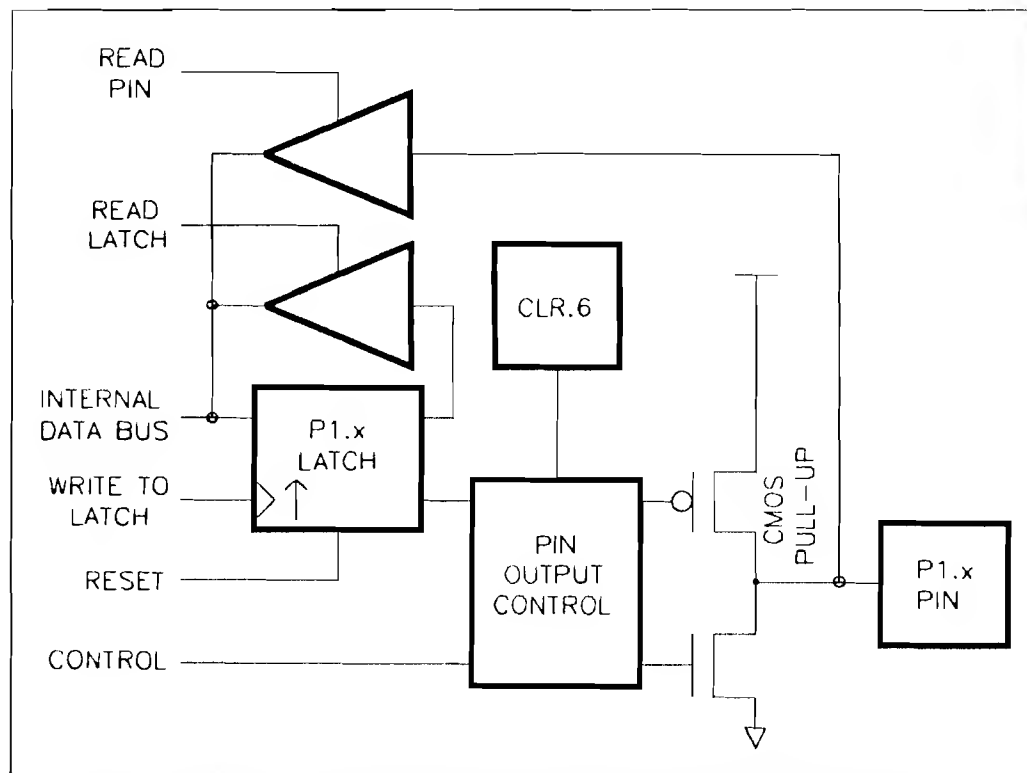 READ
PIN
READ
LATCH
CLR.6
INTERNAL
DATA BUS
P1.x
LATCH
WRITE TO
LATCH
CMOS
PULL-UP
PIN
OUTPUT
CONTROL
P1.x
PIN
RESET
CONTROL